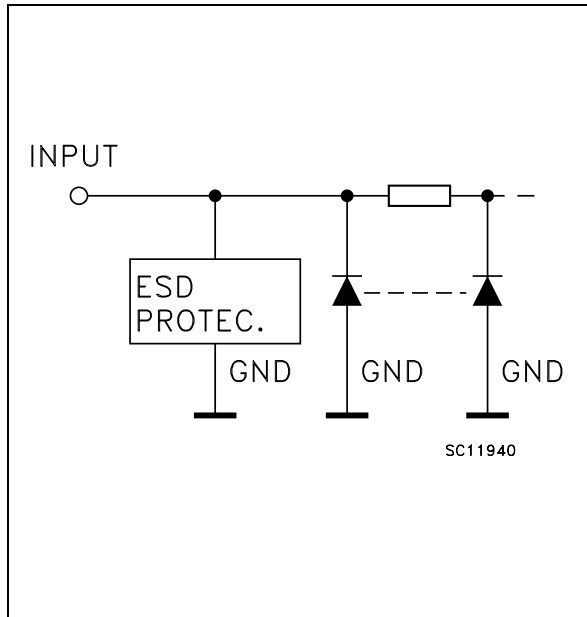 INPUT
ESD
PROTEC.
GND
GND
GND
SC11940